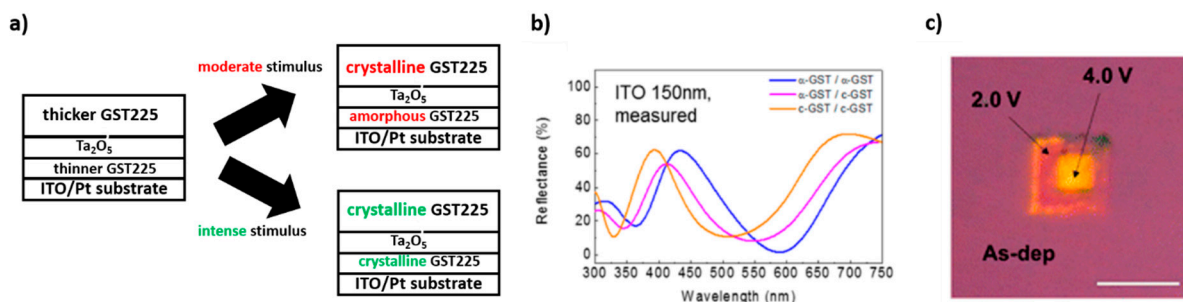 a)
thicker GST225
Ta2O5
thinner GST225
ITO/Pt substrate
moderate stimulus
intense stimulus
crystalline GST225
Ta2O5
amorphous GST225
ITO/Pt substrate
crystalline GST225
Ta2O5
crystalline GST225
ITO/Pt substrate
b)
ITO 150nm,
measured
α-GST / α-GST
α-GST / c-GST
c-GST / c-GST
Reflectance (%)
100
80
60
40
20
0
300 350 400 450 500 550 600 650 700 750
Wavelength (nm)
c)
2.0 V
4.0 V
As-dep